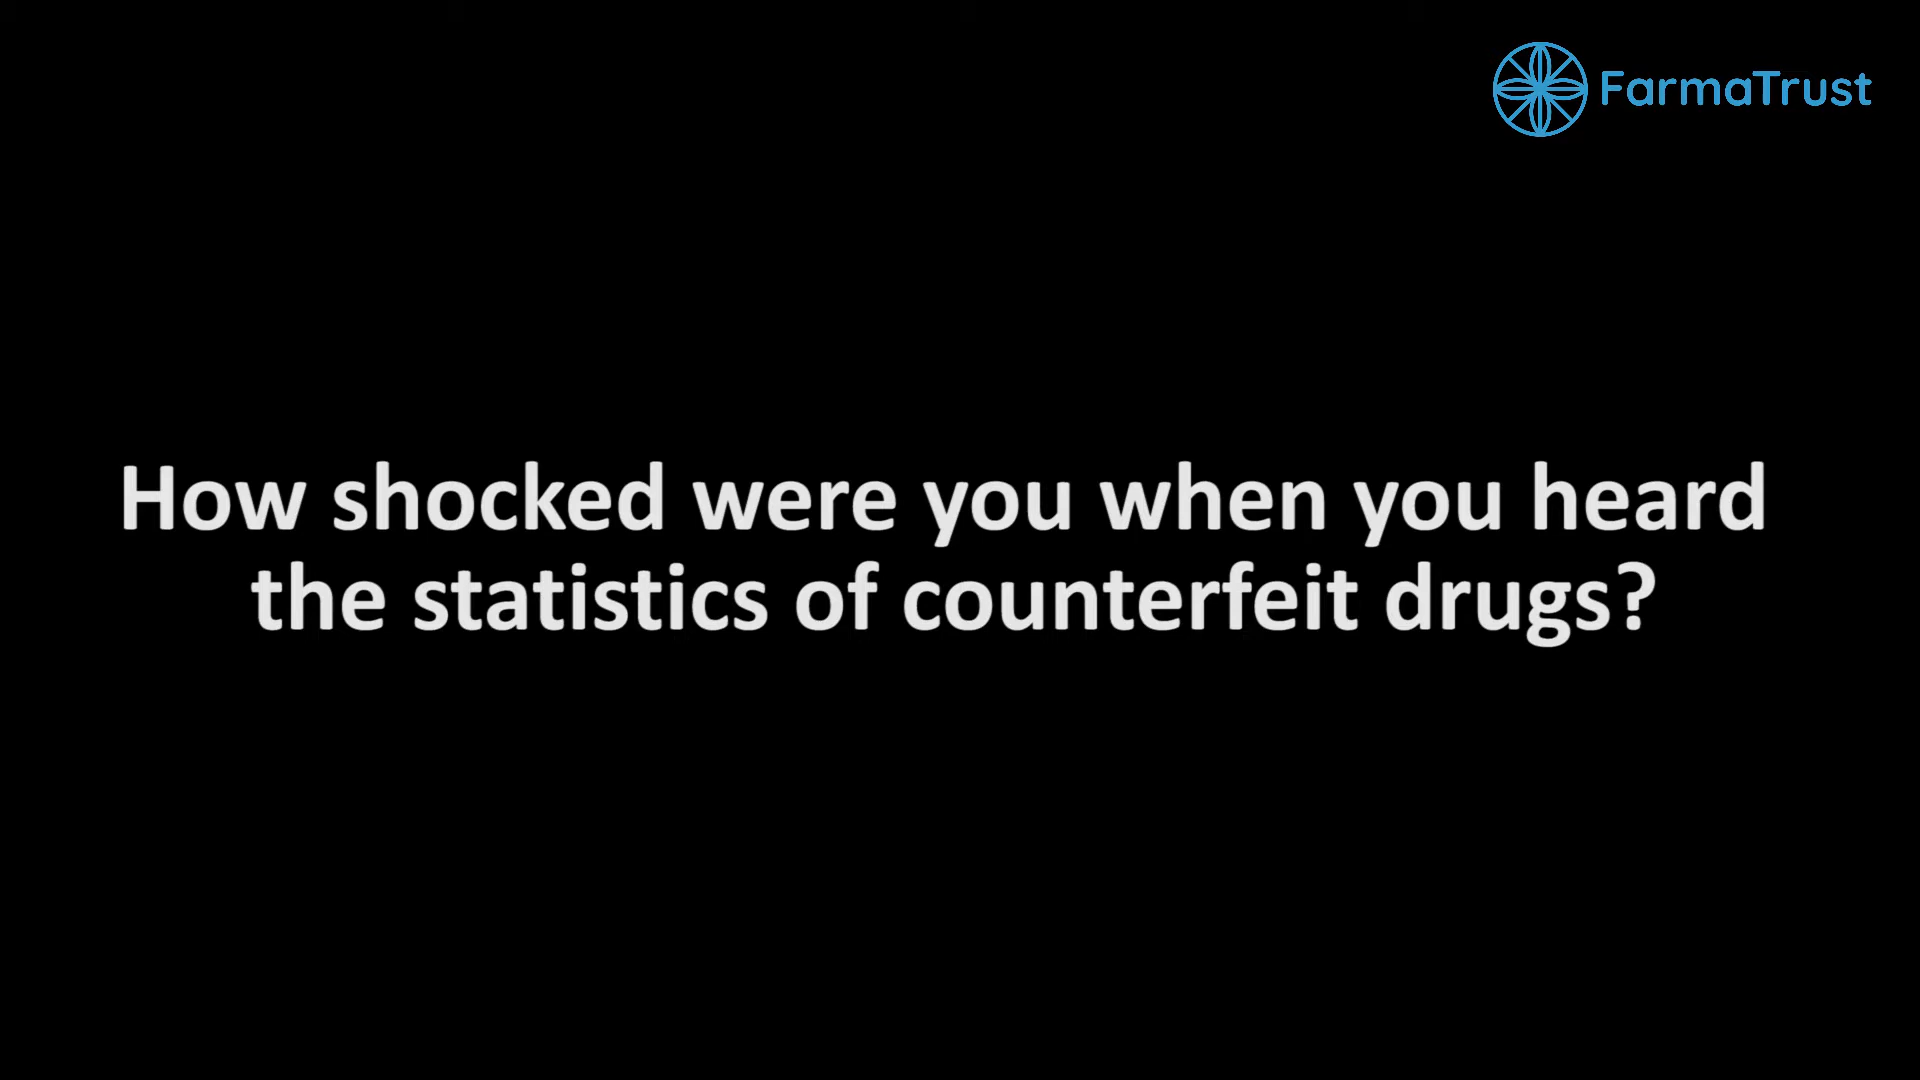 FarmaTrust
How shocked were you when you heard
the statistics of counterfeit drugs?